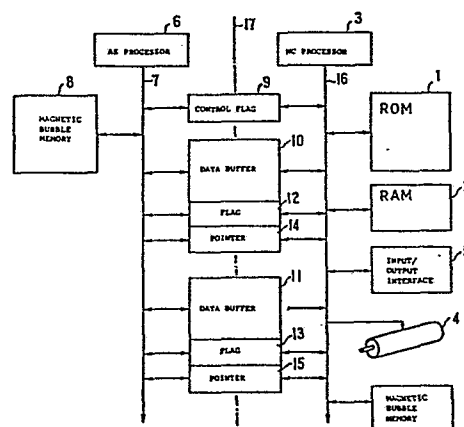 6
17
3
AE PROCESSOR
NC PROCESSOR
8
7
9
16
1
MAGNETIC
BUBBLE
MEMORY
CONTROL FLAG
ROM
10
DATA BUFFER
12
RAM
FLAG
14
POINTER
11
INPUT/
OUTPUT
INTERFACE
DATA BUFFER
4
13
FLAG
15
POINTER
MAGNETIC
BUBBLE
MEMORY